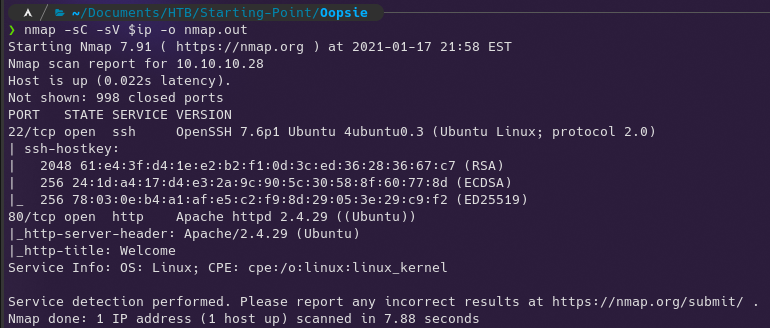 ~/Documents/HTB/Starting-Point/Oopsie
❯ nmap -sC -sV $ip -o nmap.out
Starting Nmap 7.91 ( https://nmap.org ) at 2021-01-17 21:58 EST
Nmap scan report for 10.10.10.28
Host is up (0.022s latency).
Not shown: 998 closed ports
PORT   STATE SERVICE VERSION
22/tcp open  ssh     OpenSSH 7.6p1 Ubuntu 4ubuntu0.3 (Ubuntu Linux; protocol 2.0)
| ssh-hostkey:
|   2048 61:e4:3f:d4:1e:e2:b2:f1:0d:3c:ed:36:28:36:67:c7 (RSA)
|   256 24:1d:a4:17:d4:e3:2a:9c:90:5c:30:58:8f:60:77:8d (ECDSA)
|_  256 78:03:0e:b4:a1:af:e5:c2:f9:8d:29:05:3e:29:c9:f2 (ED25519)
80/tcp open  http    Apache httpd 2.4.29 ((Ubuntu))
|_http-server-header: Apache/2.4.29 (Ubuntu)
|_http-title: Welcome
Service Info: OS: Linux; CPE: cpe:/o:linux:linux_kernel

Service detection performed. Please report any incorrect results at https://nmap.org/submit/ .
Nmap done: 1 IP address (1 host up) scanned in 7.88 seconds